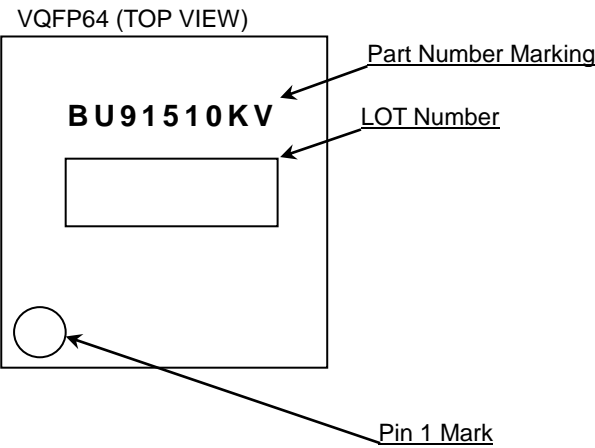 VQFP64 (TOP VIEW)
Part Number Marking
BU91510KV
LOT Number
Pin 1 Mark